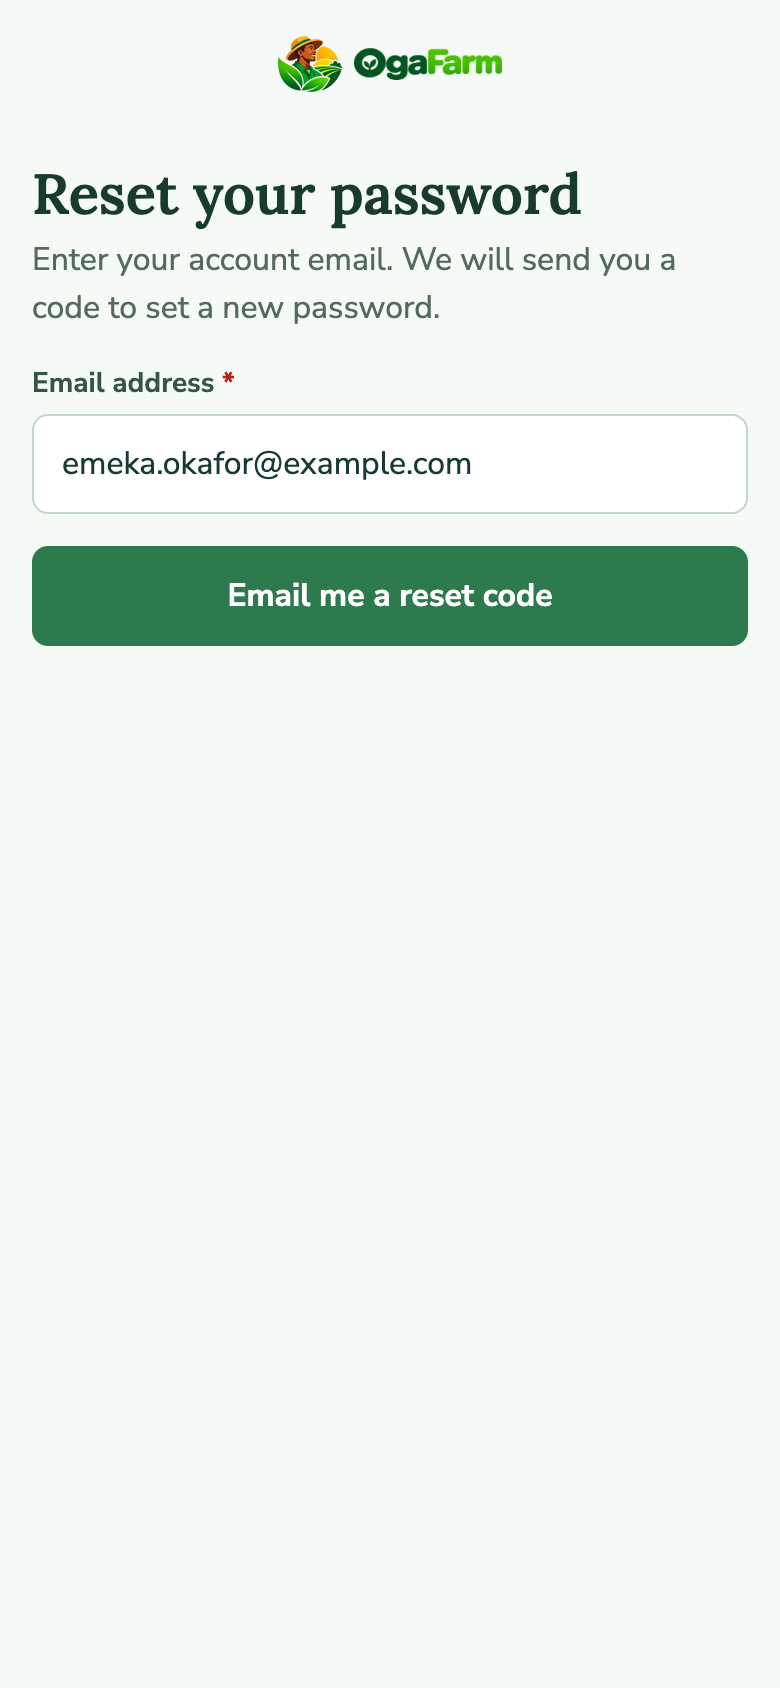 OgaFarm
Reset your password
Enter your account email. We will send you a
code to set a new password.
Email address *
emeka.okafor@example.com
Email me a reset code